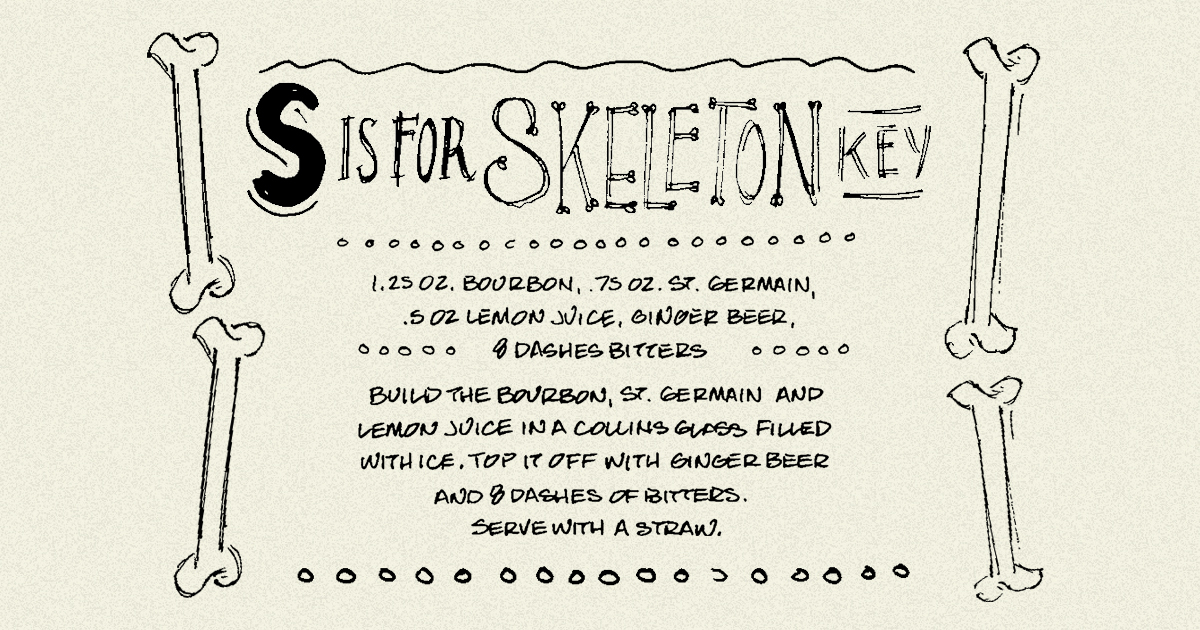 S IS FOR SKELETON KEY
1.25 OZ. BOURBON, .75 OZ. ST. GERMAIN,
.5 OZ LEMON JUICE, GINGER BEER,
8 DASHES BITTERS
BUILD THE BOURBON, ST. GERMAIN AND
LEMON JUICE IN A COLLINS GLASS FILLED
WITH ICE. TOP IT OFF WITH GINGER BEER
AND 8 DASHES OF BITTERS.
SERVE WITH A STRAW.